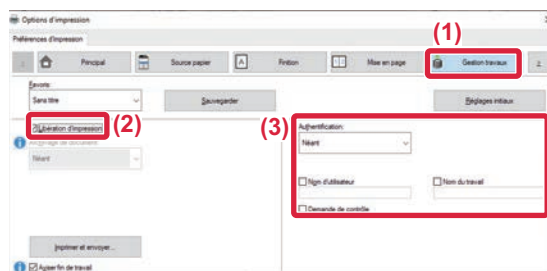 Options d'impression
Préférences d'impression
(1)
Principal
Source papier
Finition
Mise en page
Gestion travaux
Favoris:
Sans titre
Sauvegarder
Réglages initiaux
Libération d'impression
(2)
(3)
Authentification:
de document:
Néant
Néant
Nom d'utilisateur
Nom du travail
Demande de contrôle
Imprimer et envoyer...
Aviser fin de travail